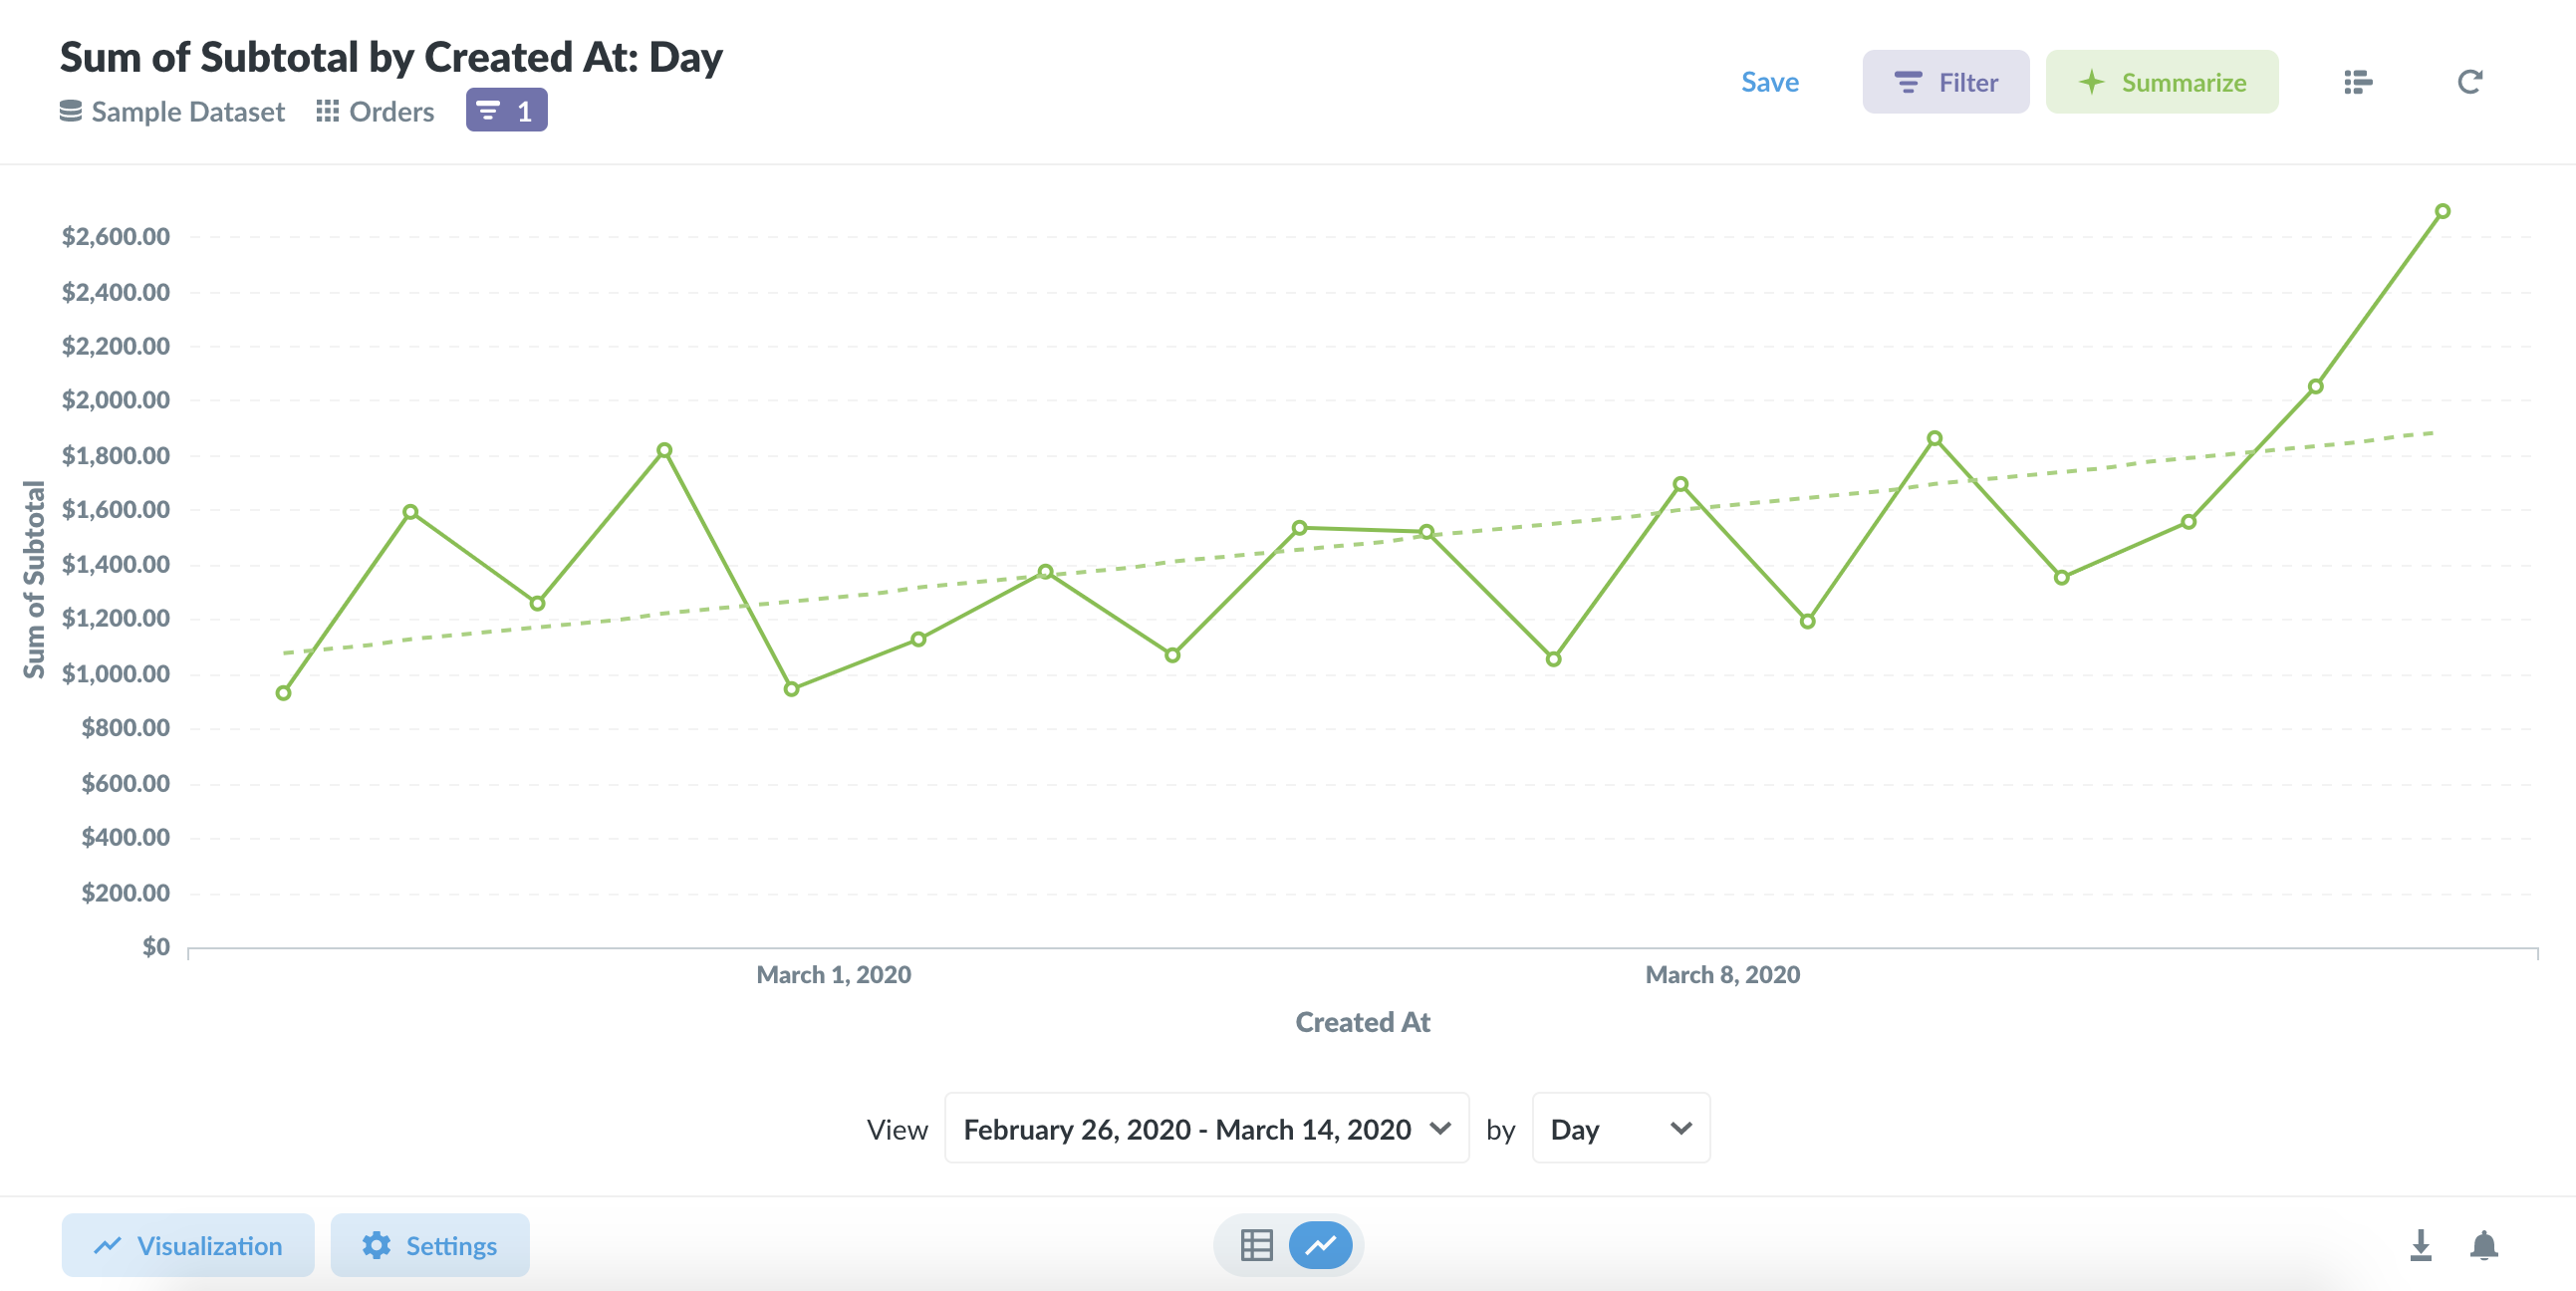 Sum of Subtotal by Created At: Day
Save
Filter
Summarize
Sample Dataset
Orders
1
Sum of Subtotal
$2,600.00
$2,400.00
$2,200.00
$2,000.00
$1,800.00
$1,600.00
$1,400.00
$1,200.00
$1,000.00
$800.00
$600.00
$400.00
$200.00
$0
March 1, 2020
March 8, 2020
Created At
View February 26, 2020 - March 14, 2020 by Day
Visualization
Settings